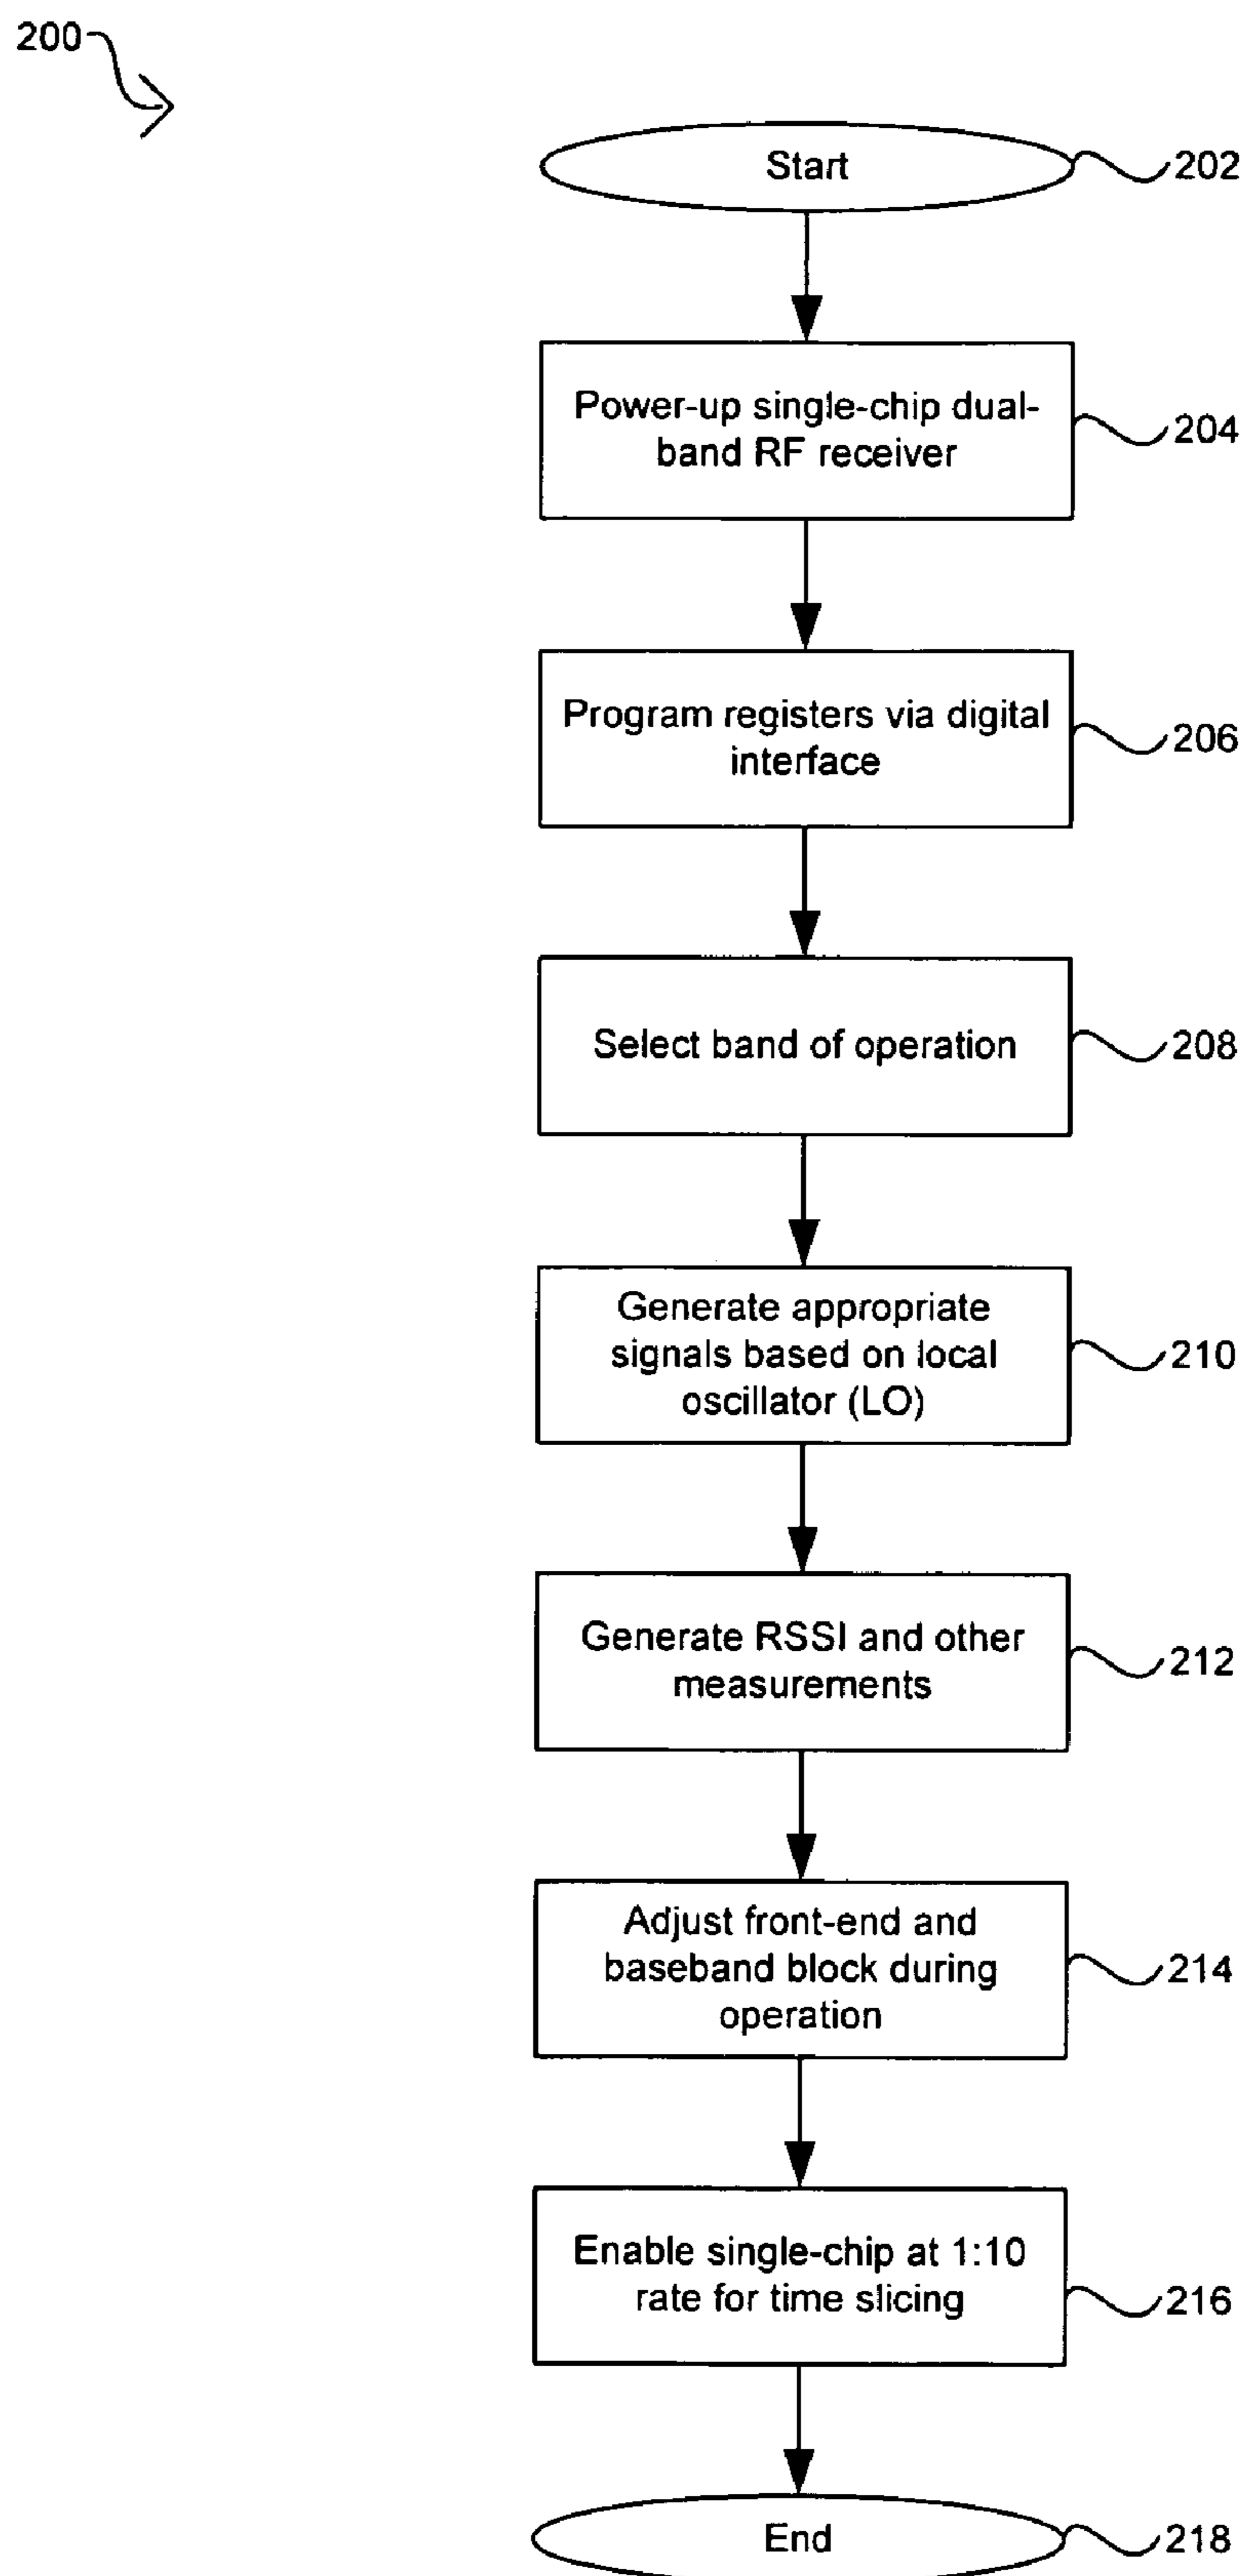 200
Start
202
Power-up single-chip dual-
band RF receiver
204
Program registers via digital
interface
206
Select band of operation
208
Generate appropriate
signals based on local
oscillator (LO)
210
Generate RSSI and other
measurements
212
Adjust front-end and
baseband block during
operation
214
Enable single-chip at 1:10
rate for time slicing
216
End
218